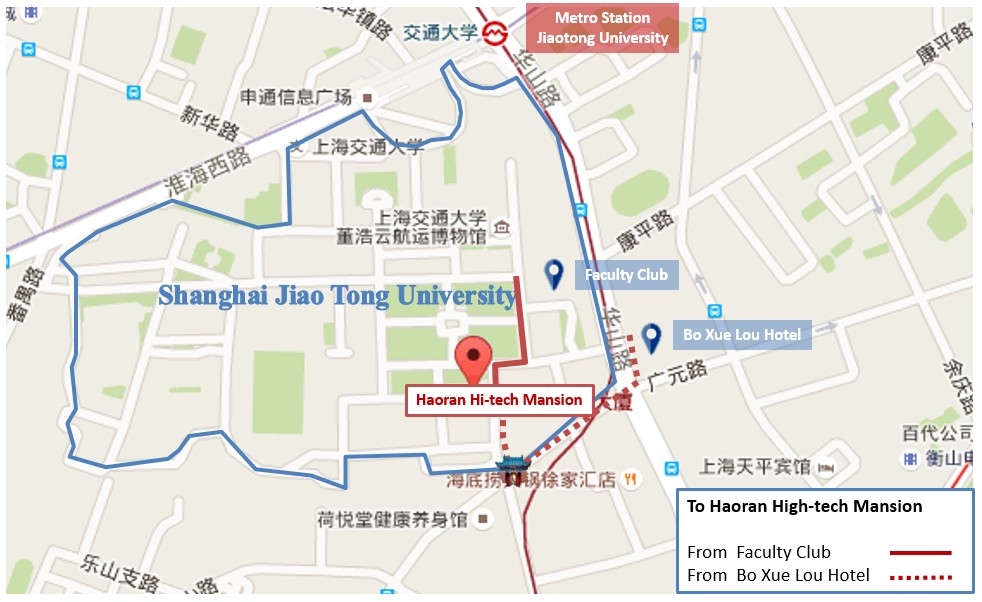 华镇路
Metro Station
Jiaotong University
交通大学
华山路
康平路
申通信息广场
新华路
上海交通大学
淮海西路
上海交通大学
董浩云航运博物馆
康平路
Faculty Club
番禺路
Shanghai Jiao Tong University
华山路
Bo Xue Lou Hotel
广元路
余庆路
Haoran Hi-tech Mansion
大厦
百代公司
衡山电
上海天平宾馆
海底捞火锅徐家汇店
荷悦堂健康养身馆
乐山支路
路
To Haoran High-tech Mansion
From Faculty Club
From Bo Xue Lou Hotel